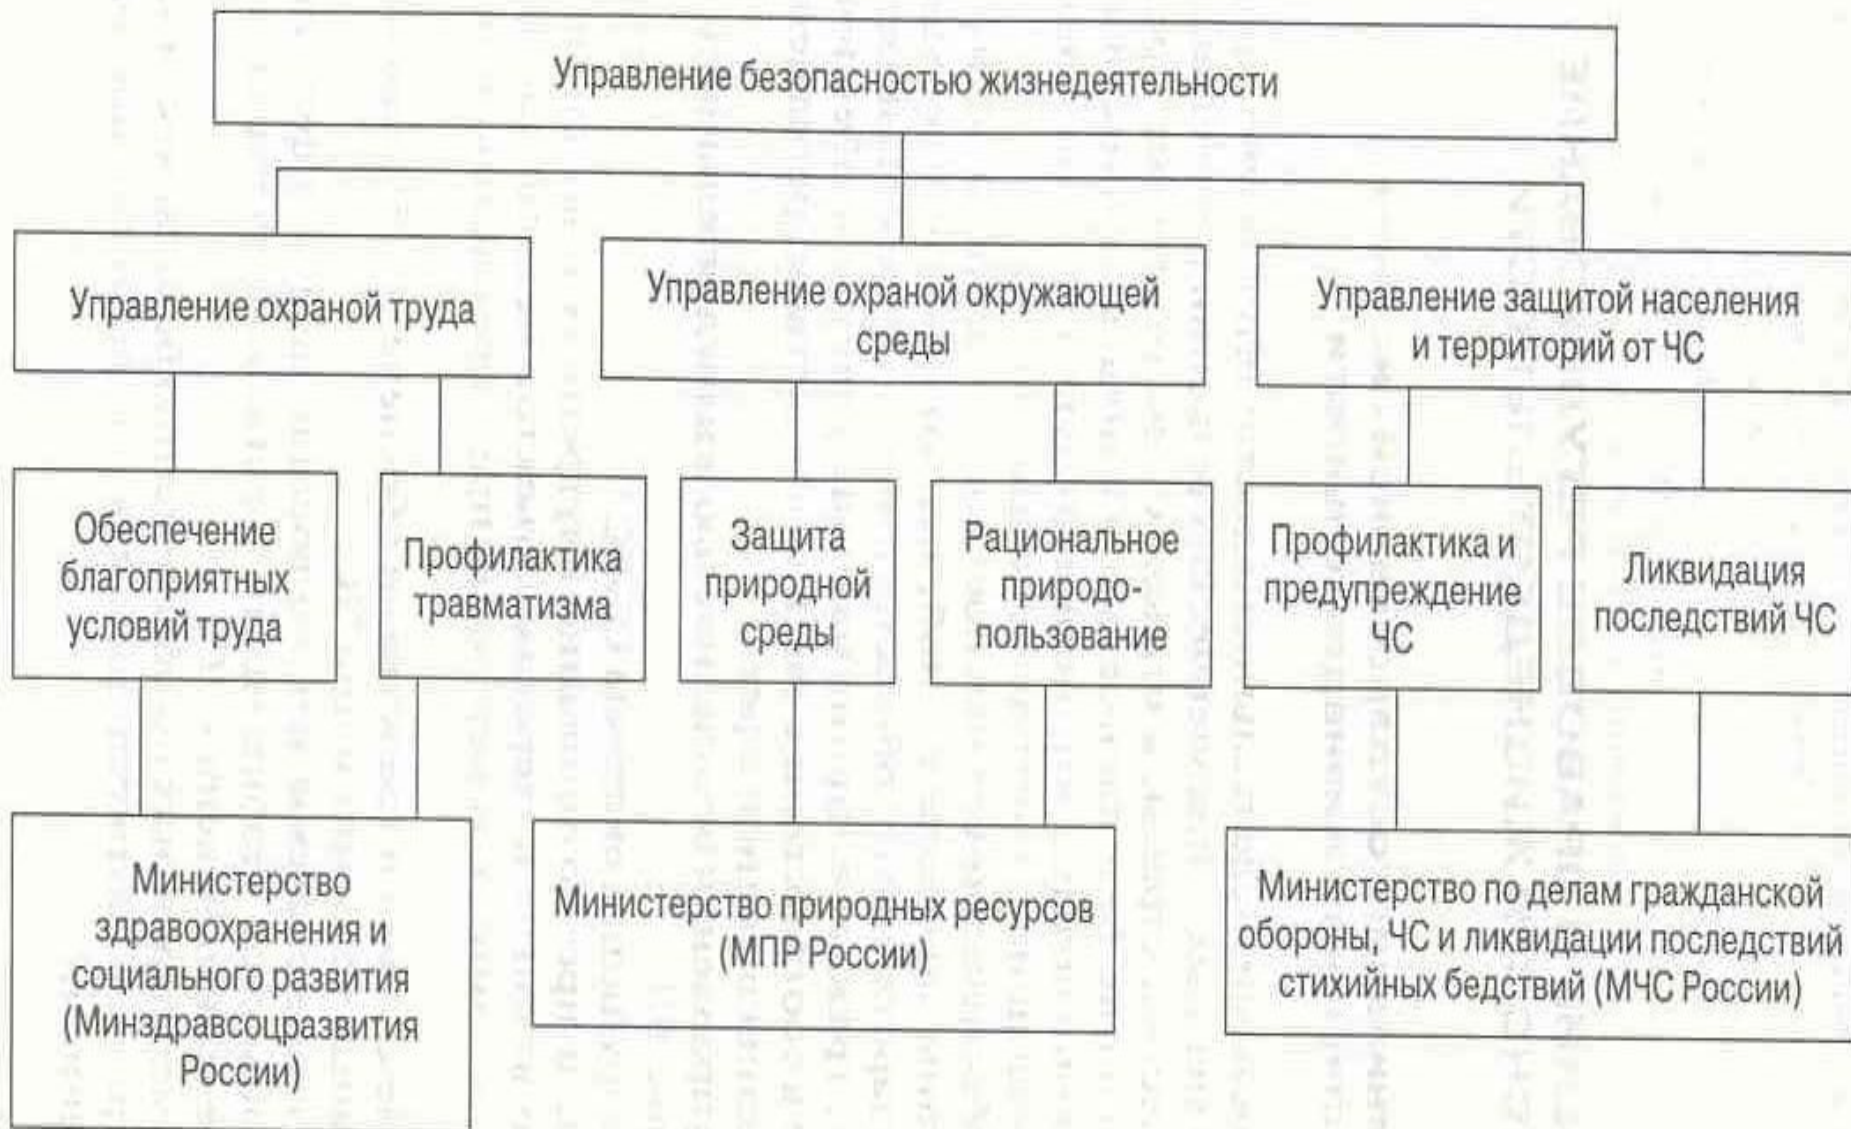 Управление безопасностью жизнедеятельности
Управление охраной труда
Управление охраной окружающей
среды
Управление защитой населения
и территорий от ЧС
Обеспечение
благоприятных
условий труда
Профилактика
травматизма
Защита
природной
среды
Рациональное
природо-
пользование
Профилактика и
предупреждение
ЧС
Ликвидация
последствий ЧС
Министерство
здравоохранения и
социального развития
(Минздравсоцразвития
России)
Министерство природных ресурсов
(МПР России)
Министерство по делам гражданской
обороны, ЧС и ликвидации последствий
стихийных бедствий (МЧС России)